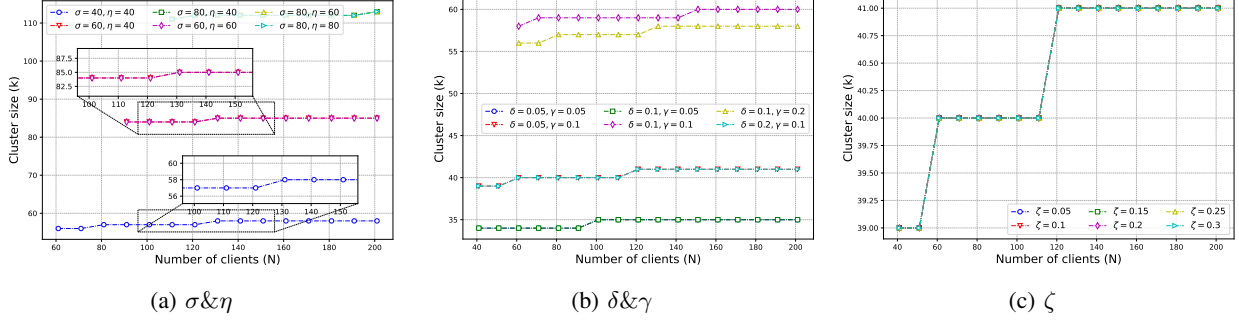 σ = 40, η = 40
σ = 60, η = 40
σ = 80, η = 40
σ = 60, η = 60
σ = 80, η = 60
σ = 80, η = 80
Cluster size (k)
110
100
90
80
70
60
87.5
85.0
82.5
100 110 120 130 140 150
60
58
56
100 110 120 130 140 150
60 80 100 120 140 160 180 200
Number of clients (N)
(a) σ&η
Cluster size (k)
60
55
50
45
40
35
δ = 0.05, γ = 0.05
δ = 0.05, γ = 0.1
δ = 0.1, γ = 0.05
δ = 0.1, γ = 0.1
δ = 0.1, γ = 0.2
δ = 0.2, γ = 0.1
40 60 80 100 120 140 160 180 200
Number of clients (N)
(b) δ&γ
Cluster size (k)
41.00
40.75
40.50
40.25
40.00
39.75
39.50
39.25
39.00
ζ = 0.05
ζ = 0.1
ζ = 0.15
ζ = 0.2
ζ = 0.25
ζ = 0.3
40 60 80 100 120 140 160 180 200
Number of clients (N)
(c) ζ